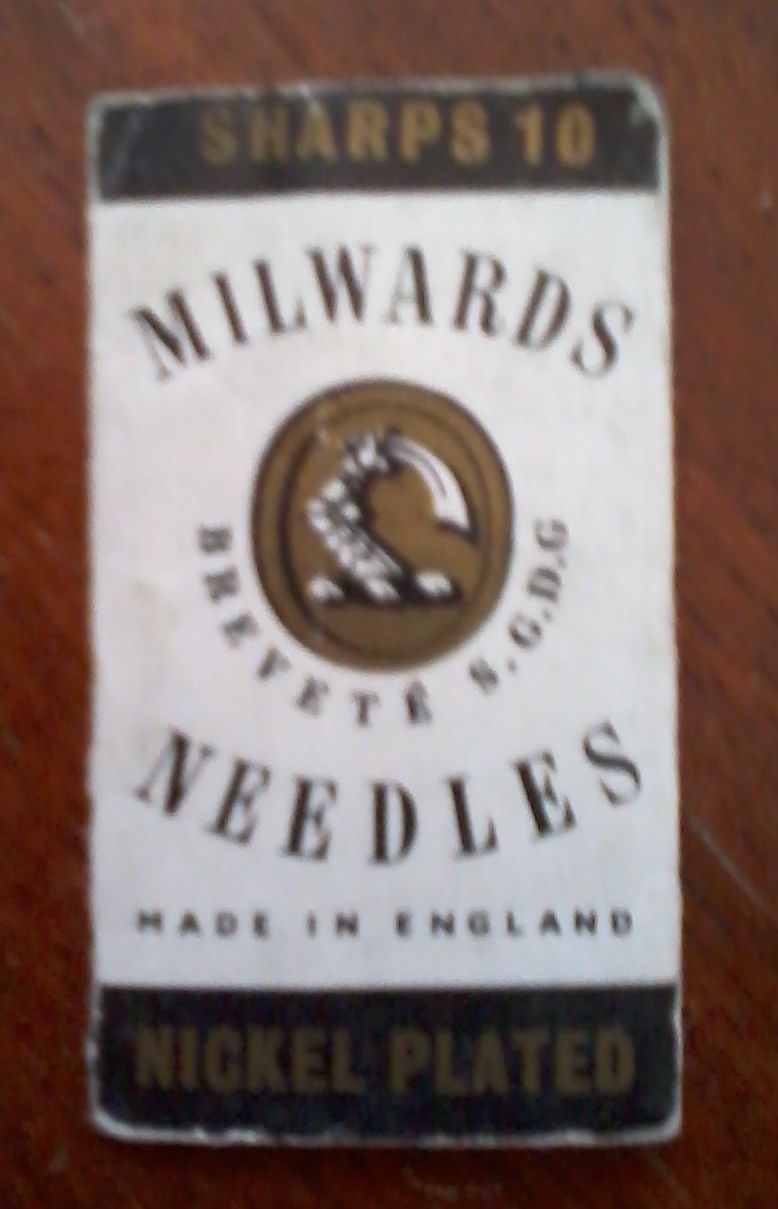 SHARPS 10
MILWARDS
BREVETÉ S.G.D.G
NEEDLES
MADE IN ENGLAND
NICKEL PLATED